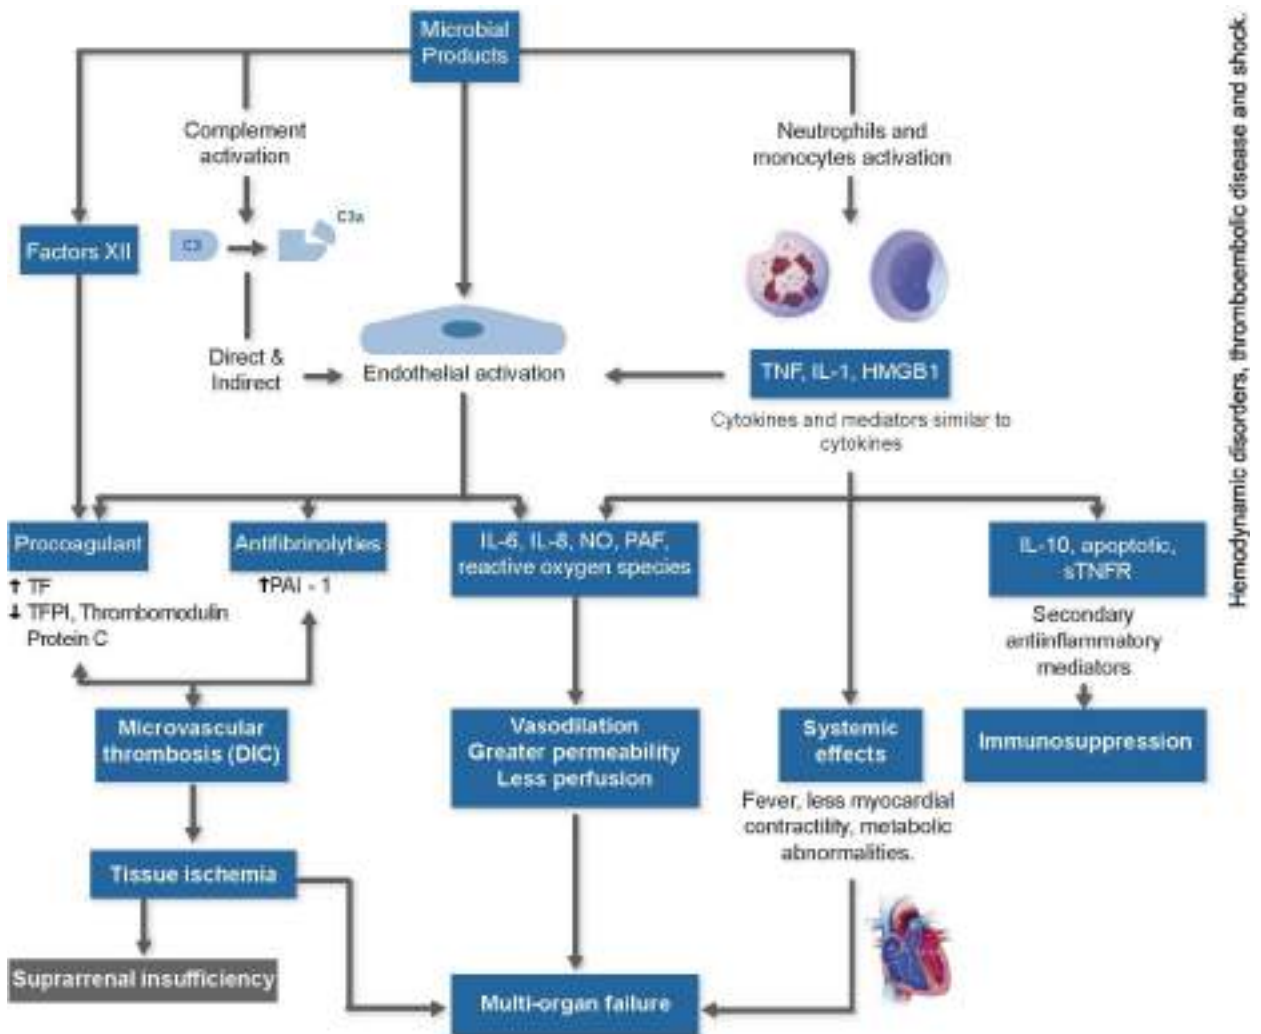 Microbial
Products
Complement
activation
Neutrophils and
monocytes activation
Factors XII
C3
C3a
Direct &
Indirect
Endothelial activation
TNF, IL-1, HMGB1
Cytokines and mediators similar to
cytokines
Procoagulant
↑ TF
↓ TFPI, Thrombomodulin
Protein C
Antifibrinolyties
↑PAI - 1
IL-6, IL-8, NO, PAF,
reactive oxygen species
IL-10, apoptotic,
sTNFR
Secondary
antiinflammatory
mediators
Microvascular
thrombosis (DIC)
Vasodilation
Greater permeability
Less perfusion
Systemic
effects
Immunosuppression
Fever, less myocardial
contractility, metabolic
abnormalities.
Tissue ischemia
Suprarrenal insufficiency
Multi-organ failure
Hemodynamic disorders, thromboembolic disease and shock.